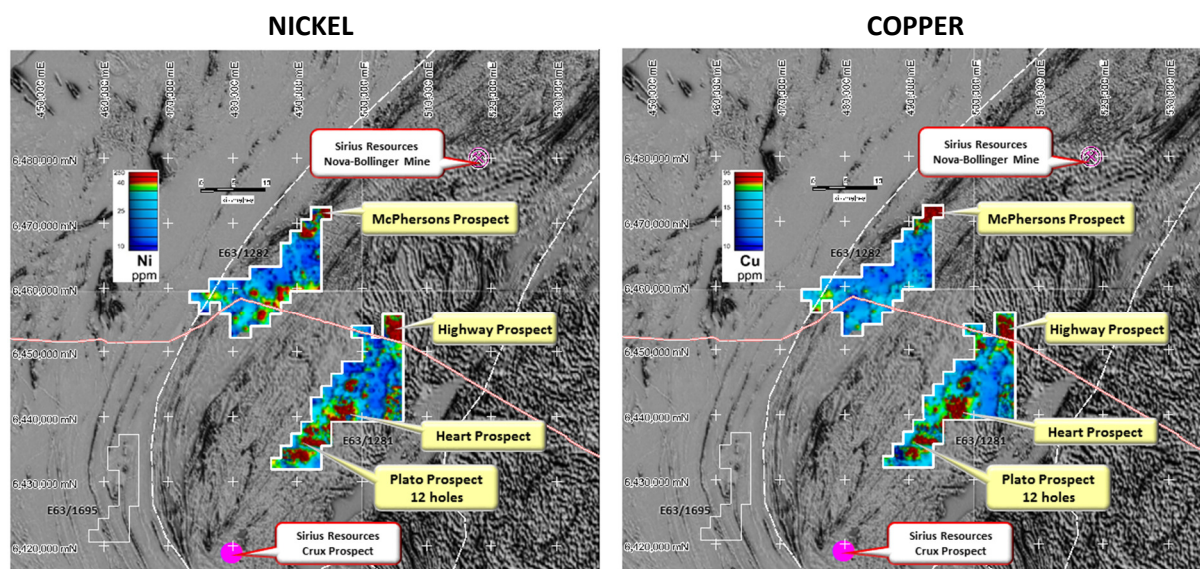 NICKEL
COPPER
Sirius Resources
Nova-Bollinger Mine
6,480,000 mN
250
40
25
10
Ni
ppm
McPhersons Prospect
6,470,000 mN
E63/1282
6,460,000 mN
Highway Prospect
6,450,000 mN
6,440,000 mN
Heart Prospect
E63/1281
Plato Prospect
12 holes
6,430,000 mN
E63/1695
Sirius Resources
Crux Prospect
6,420,000 mN
Sirius Resources
Nova-Bollinger Mine
6,480,000 mN
Cu
ppm
McPhersons Prospect
6,470,000 mN
E63/1282
6,460,000 mN
Highway Prospect
6,450,000 mN
6,440,000 mN
Heart Prospect
E63/1281
Plato Prospect
12 holes
6,430,000 mN
E63/1695
Sirius Resources
Crux Prospect
6,420,000 mN